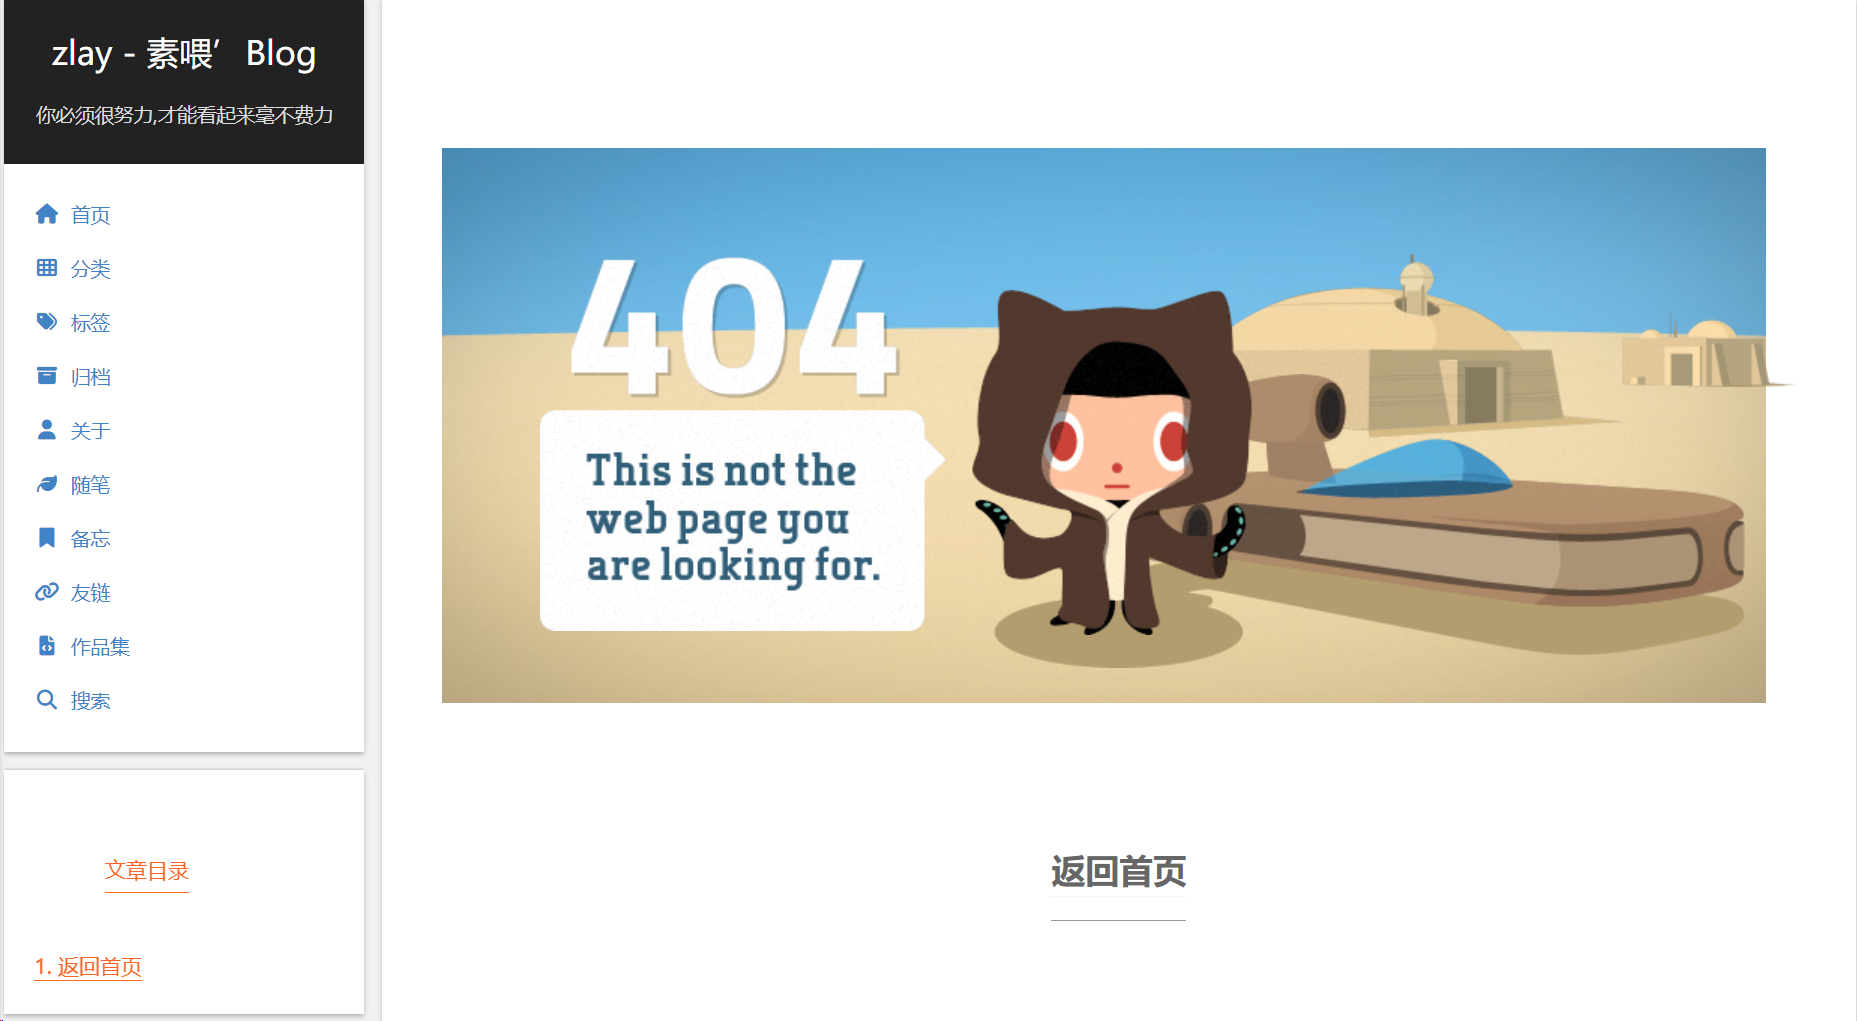 zlay - 素喂’Blog
你必须很努力,才能看起来毫不费力
首页
分类
标签
归档
关于
随笔
备忘
友链
作品集
搜索
文章目录
1. 返回首页
404
This is not the
web page you
are looking for.
返回首页